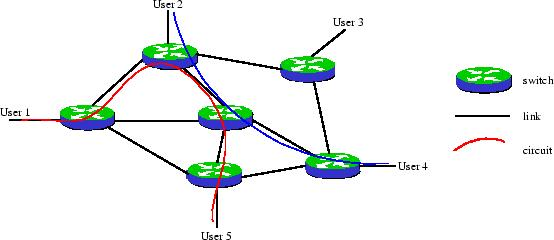 User 2
User 3
switch
User 1
link
circuit
User 4
User 5